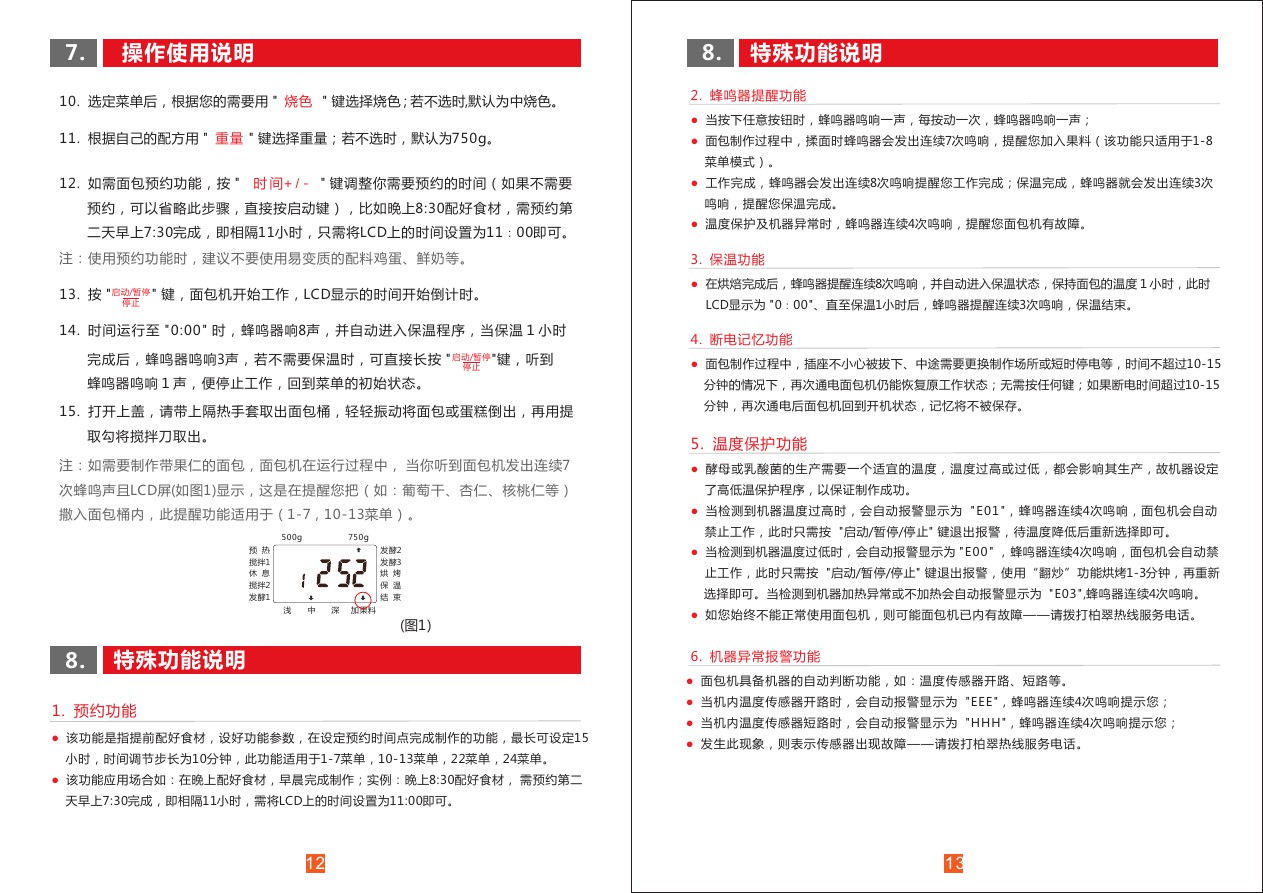 7. 操作使用说明
10. 选定菜单后，根据您的需要用 " 烧色 " 键选择烧色；若不选时,默认为中烧色。
11. 根据自己的配方用 " 重量 " 键选择重量；若不选时，默认为750g。
12. 如需面包预约功能，按 " 时间+ / - " 键调整你需要预约的时间（如果不需要
预约，可以省略此步骤，直接按启动键），比如晚上8:30配好食材，需预约第
二天早上7:30完成，即相隔11小时，只需将LCD上的时间设置为11：00即可。
注：使用预约功能时，建议不要使用易变质的配料鸡蛋、鲜奶等。
13. 按 "启动/暂停 停止" 键，面包机开始工作，LCD显示的时间开始倒计时。
14. 时间运行至 "0:00" 时，蜂鸣器响8声，并自动进入保温程序，当保温 1 小时
完成后，蜂鸣器鸣响3声，若不需要保温时，可直接长按 "启动/暂停 停止"键，听到
蜂鸣器鸣响 1 声，便停止工作，回到菜单的初始状态。
15. 打开上盖，请带上隔热手套取出面包桶，轻轻振动将面包或蛋糕倒出，再用提
取勾将搅拌刀取出。
注：如需要制作带果仁的面包，面包机在运行过程中， 当你听到面包机发出连续7
次蜂鸣声且LCD屏(如图1)显示，这是在提醒您把（如：葡萄干、杏仁、核桃仁等）
撒入面包桶内，此提醒功能适用于（1-7，10-13菜单）。
500g 750g
预 热 发酵2
搅拌1 发酵3
休 息 烘 烤
搅拌2 保 温
发酵1 结 束
1252
浅 中 深 加果料
(图1)
8. 特殊功能说明
1. 预约功能
● 该功能是指提前配好食材，设好功能参数，在设定预约时间点完成制作的功能，最长可设定15
小时，时间调节步长为10分钟，此功能适用于1-7菜单，10-13菜单，22菜单，24菜单。
● 该功能应用场合如：在晚上配好食材，早晨完成制作；实例：晚上8:30配好食材， 需预约第二
天早上7:30完成，即相隔11小时，需将LCD上的时间设置为11:00即可。
12
8. 特殊功能说明
2. 蜂鸣器提醒功能
● 当按下任意按钮时，蜂鸣器鸣响一声，每按动一次，蜂鸣器鸣响一声；
● 面包制作过程中，揉面时蜂鸣器会发出连续7次鸣响，提醒您加入果料（该功能只适用于1-8
菜单模式）。
● 工作完成，蜂鸣器会发出连续8次鸣响提醒您工作完成；保温完成，蜂鸣器就会发出连续3次
鸣响，提醒您保温完成。
● 温度保护及机器异常时，蜂鸣器连续4次鸣响，提醒您面包机有故障。
3. 保温功能
● 在烘焙完成后，蜂鸣器提醒连续8次鸣响，并自动进入保温状态，保持面包的温度 1 小时，此时
LCD显示为 "0：00"、直至保温1小时后，蜂鸣器提醒连续3次鸣响，保温结束。
4. 断电记忆功能
● 面包制作过程中，插座不小心被拔下、中途需要更换制作场所或短时停电等，时间不超过10-15
分钟的情况下，再次通电面包机仍能恢复原工作状态；无需按任何键；如果断电时间超过10-15
分钟，再次通电后面包机回到开机状态，记忆将不被保存。
5. 温度保护功能
● 酵母或乳酸菌的生产需要一个适宜的温度，温度过高或过低，都会影响其生产，故机器设定
了高低温保护程序，以保证制作成功。
● 当检测到机器温度过高时，会自动报警显示为 "E01"，蜂鸣器连续4次鸣响，面包机会自动
禁止工作，此时只需按 "启动/暂停/停止" 键退出报警，待温度降低后重新选择即可。
● 当检测到机器温度过低时，会自动报警显示为 "E00" ，蜂鸣器连续4次鸣响，面包机会自动禁
止工作，此时只需按 "启动/暂停/停止" 键退出报警，使用“翻炒”功能烘烤1-3分钟，再重新
选择即可。当检测到机器加热异常或不加热会自动报警显示为 "E03",蜂鸣器连续4次鸣响。
● 如您始终不能正常使用面包机，则可能面包机已内有故障——请拨打柏翠热线服务电话。
6. 机器异常报警功能
● 面包机具备机器的自动判断功能，如：温度传感器开路、短路等。
● 当机内温度传感器开路时，会自动报警显示为 "EEE"，蜂鸣器连续4次鸣响提示您；
● 当机内温度传感器短路时，会自动报警显示为 "HHH"，蜂鸣器连续4次鸣响提示您；
● 发生此现象，则表示传感器出现故障——请拨打柏翠热线服务电话。
13